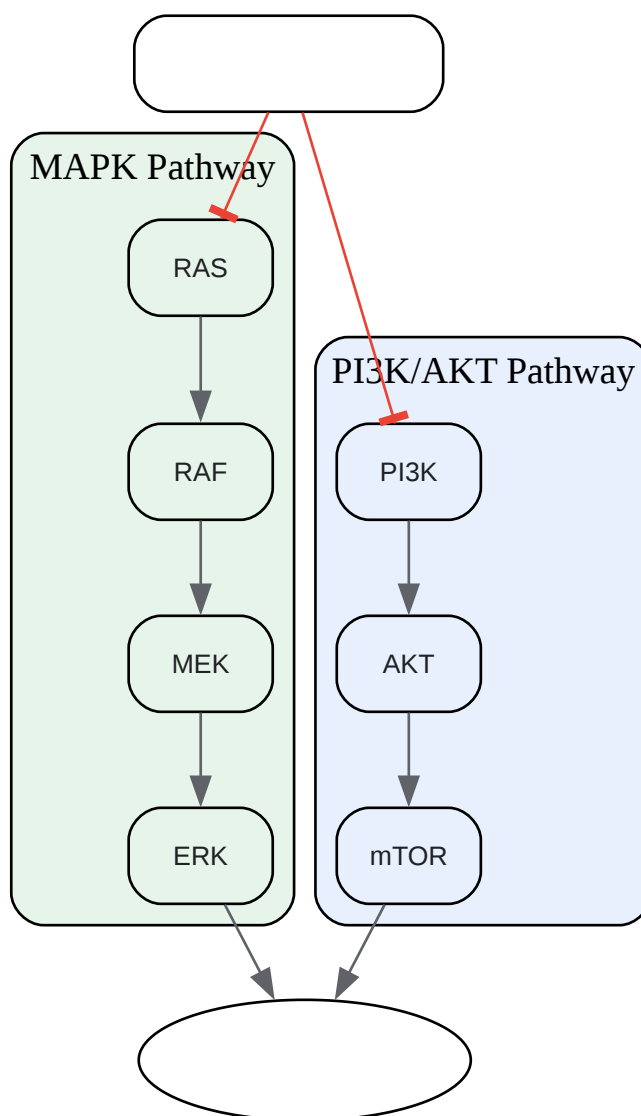 MAPK Pathway
RAS
RAF
MEK
ERK
PI3K/AKT Pathway
PI3K
AKT
mTOR